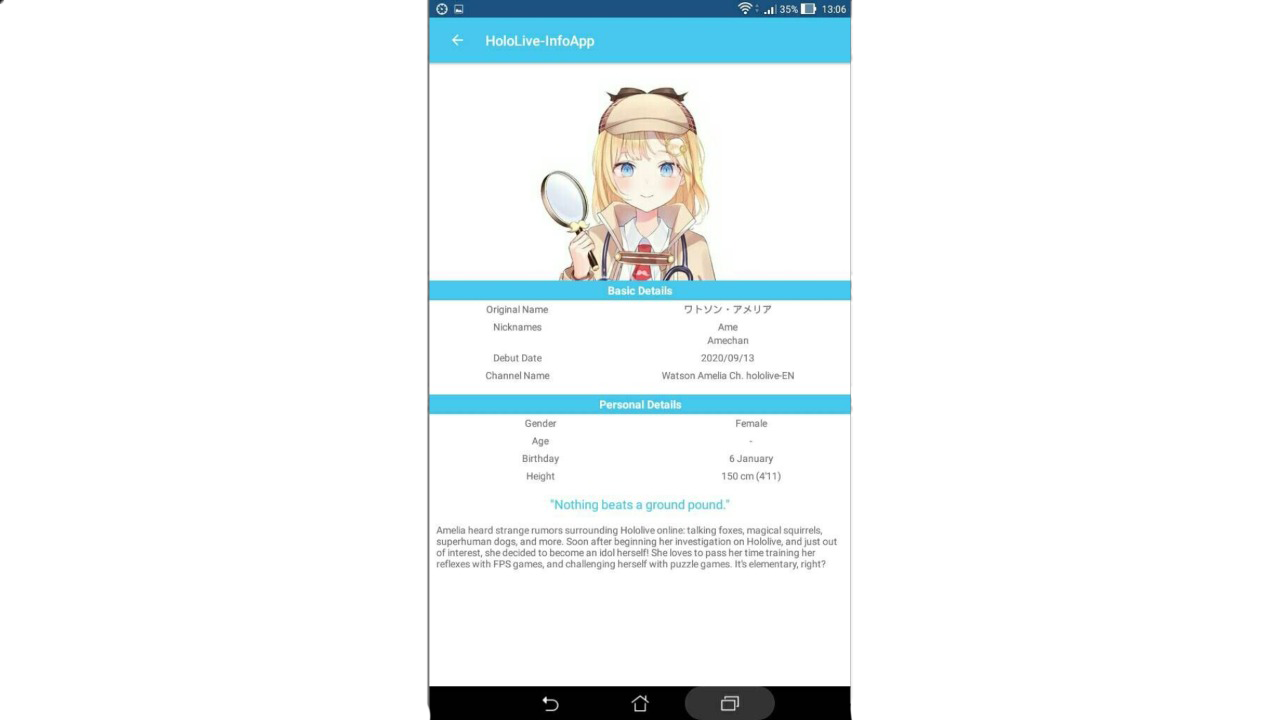 35% 13:06
HoloLive-InfoApp
Basic Details
Original Name ワトソン・アメリア
Nicknames Ame
Amechan
Debut Date 2020/09/13
Channel Name Watson Amelia Ch. hololive-EN
Personal Details
Gender Female
Age -
Birthday 6 January
Height 150 cm (4'11)
"Nothing beats a ground pound."
Amelia heard strange rumors surrounding Hololive online: talking foxes, magical squirrels,
superhuman dogs, and more. Soon after beginning her investigation on Hololive, and just out
of interest, she decided to become an idol herself! She loves to pass her time training her
reflexes with FPS games, and challenging herself with puzzle games. It's elementary, right?